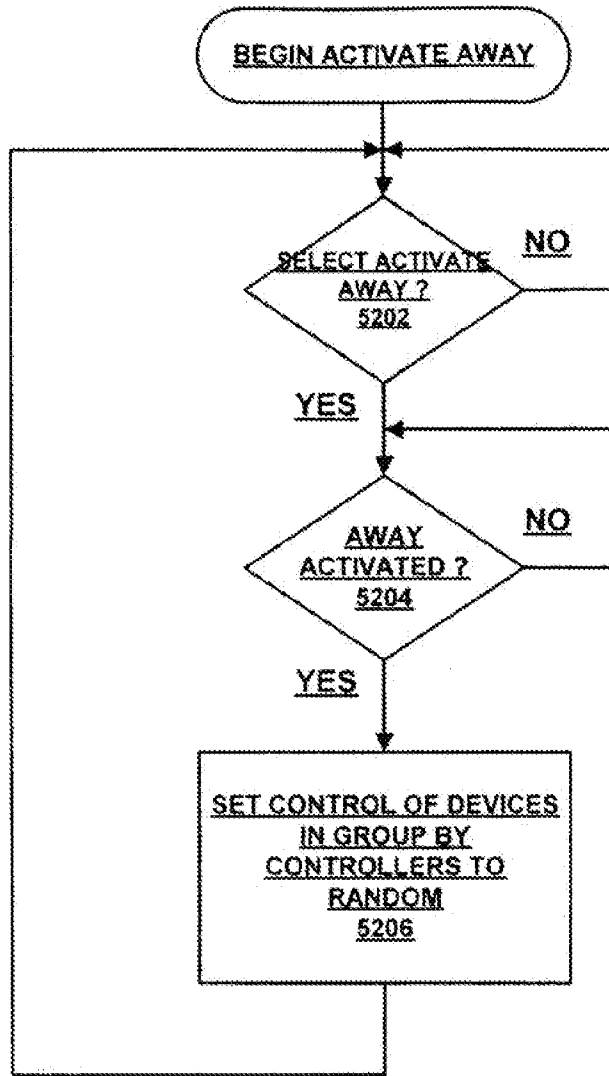 BEGIN ACTIVATE AWAY
SELECT ACTIVATE
AWAY ?
5202
NO
YES
AWAY
ACTIVATED ?
5204
NO
YES
SET CONTROL OF DEVICES
IN GROUP BY
CONTROLLERS TO
RANDOM
5206